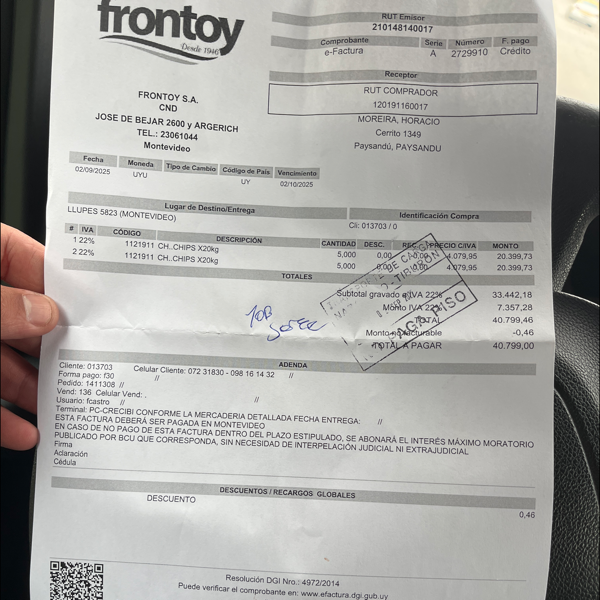 frontoy
Desde 1946
RUT Emisor
210148140017
Comprobante Serie Número F. pago
e-Factura A 2729910 Crédito
Receptor
RUT COMPRADOR
120191160017
MOREIRA, HORACIO
Cerrito 1349
Paysandú, PAYSANDU
FRONTOY S.A.
CND
JOSE DE BEJAR 2600 y ARGERICH
TEL.: 23061044
Montevideo
Fecha Moneda Tipo de Cambio Código de País Vencimiento
02/09/2025 UYU UY 02/10/2025
Lugar de Destino/Entrega
LLUPES 5823 (MONTEVIDEO)
Identificación Compra
Cli: 013703 / 0
# IVA CÓDIGO DESCRIPCIÓN CANTIDAD DESC. REC. PRECIO C/IVA MONTO
1 22% 1121911 CH..CHIPS X20kg 5,000 0,00 0,00 4.079,95 20.399,73
2 22% 1121911 CH..CHIPS X20kg 5,000 0,00 0,00 4.079,95 20.399,73
TOTALES
Subtotal gravado IVA 22% 33.442,18
Monto IVA 22% 7.357,28
TOTAL 40.799,46
Monto no facturable -0,46
TOTAL A PAGAR 40.799,00
PAGA PISO
ADENDA
Cliente: 013703 Celular Cliente: 072 31830 - 098 16 14 32 //
Forma pago: f30 //
Pedido: 1411308 //
Vend: 136 Celular Vend: .
Usuario: fcastro // //
Terminal: PC-CRECIBI CONFORME LA MERCADERIA DETALLADA FECHA ENTREGA: //
ESTA FACTURA DEBERÁ SER PAGADA EN MONTEVIDEO
EN CASO DE NO PAGO DE ESTA FACTURA DENTRO DEL PLAZO ESTIPULADO, SE ABONARÁ EL INTERÉS MÁXIMO MORATORIO
PUBLICADO POR BCU QUE CORRESPONDA, SIN NECESIDAD DE INTERPELACIÓN JUDICIAL NI EXTRAJUDICIAL
Firma
Aclaración
Cédula
DESCUENTOS / RECARGOS GLOBALES
DESCUENTO 0,46
Resolución DGI Nro.: 4972/2014
Puede verificar el comprobante en: www.efactura.dgi.gub.uy